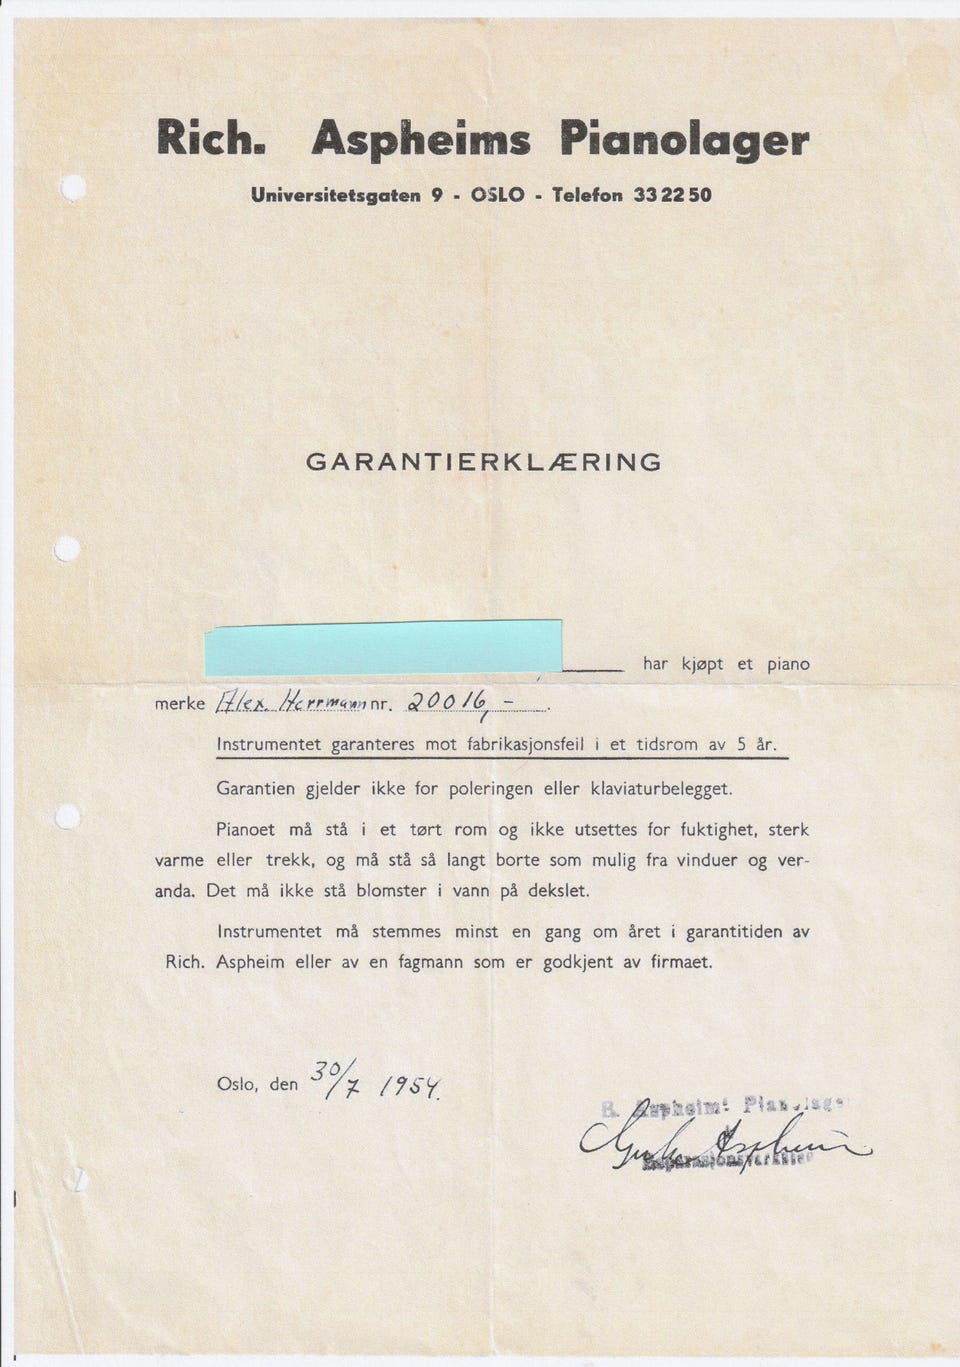 Rich. Aspheims Pianolager
Universitetsgaten 9 - OSLO - Telefon 33 22 50
GARANTIERKLÆRING
har kjøpt et piano
merke Alex. Herrmann nr. 20016,- .
Instrumentet garanteres mot fabrikasjonsfeil i et tidsrom av 5 år.
Garantien gjelder ikke for poleringen eller klaviaturbelegget.
Pianoet må stå i et tørt rom og ikke utsettes for fuktighet, sterk
varme eller trekk, og må stå så langt borte som mulig fra vinduer og ver-
anda. Det må ikke stå blomster i vann på dekslet.
Instrumentet må stemmes minst en gang om året i garantitiden av
Rich. Aspheim eller av en fagmann som er godkjent av firmaet.
Oslo, den 30/7 1954.
R. Aspheims Pianolager
Aspheim
Reparasjonsverksted